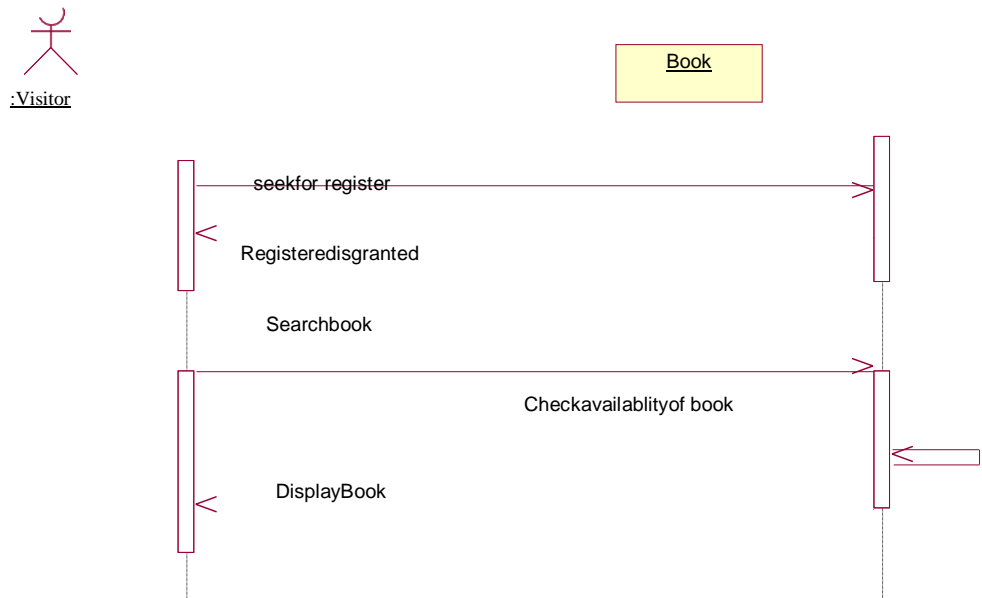 Book
:Visitor
seekfor register
Registeredisgranted
Searchbook
Checkavailablityof book
DisplayBook